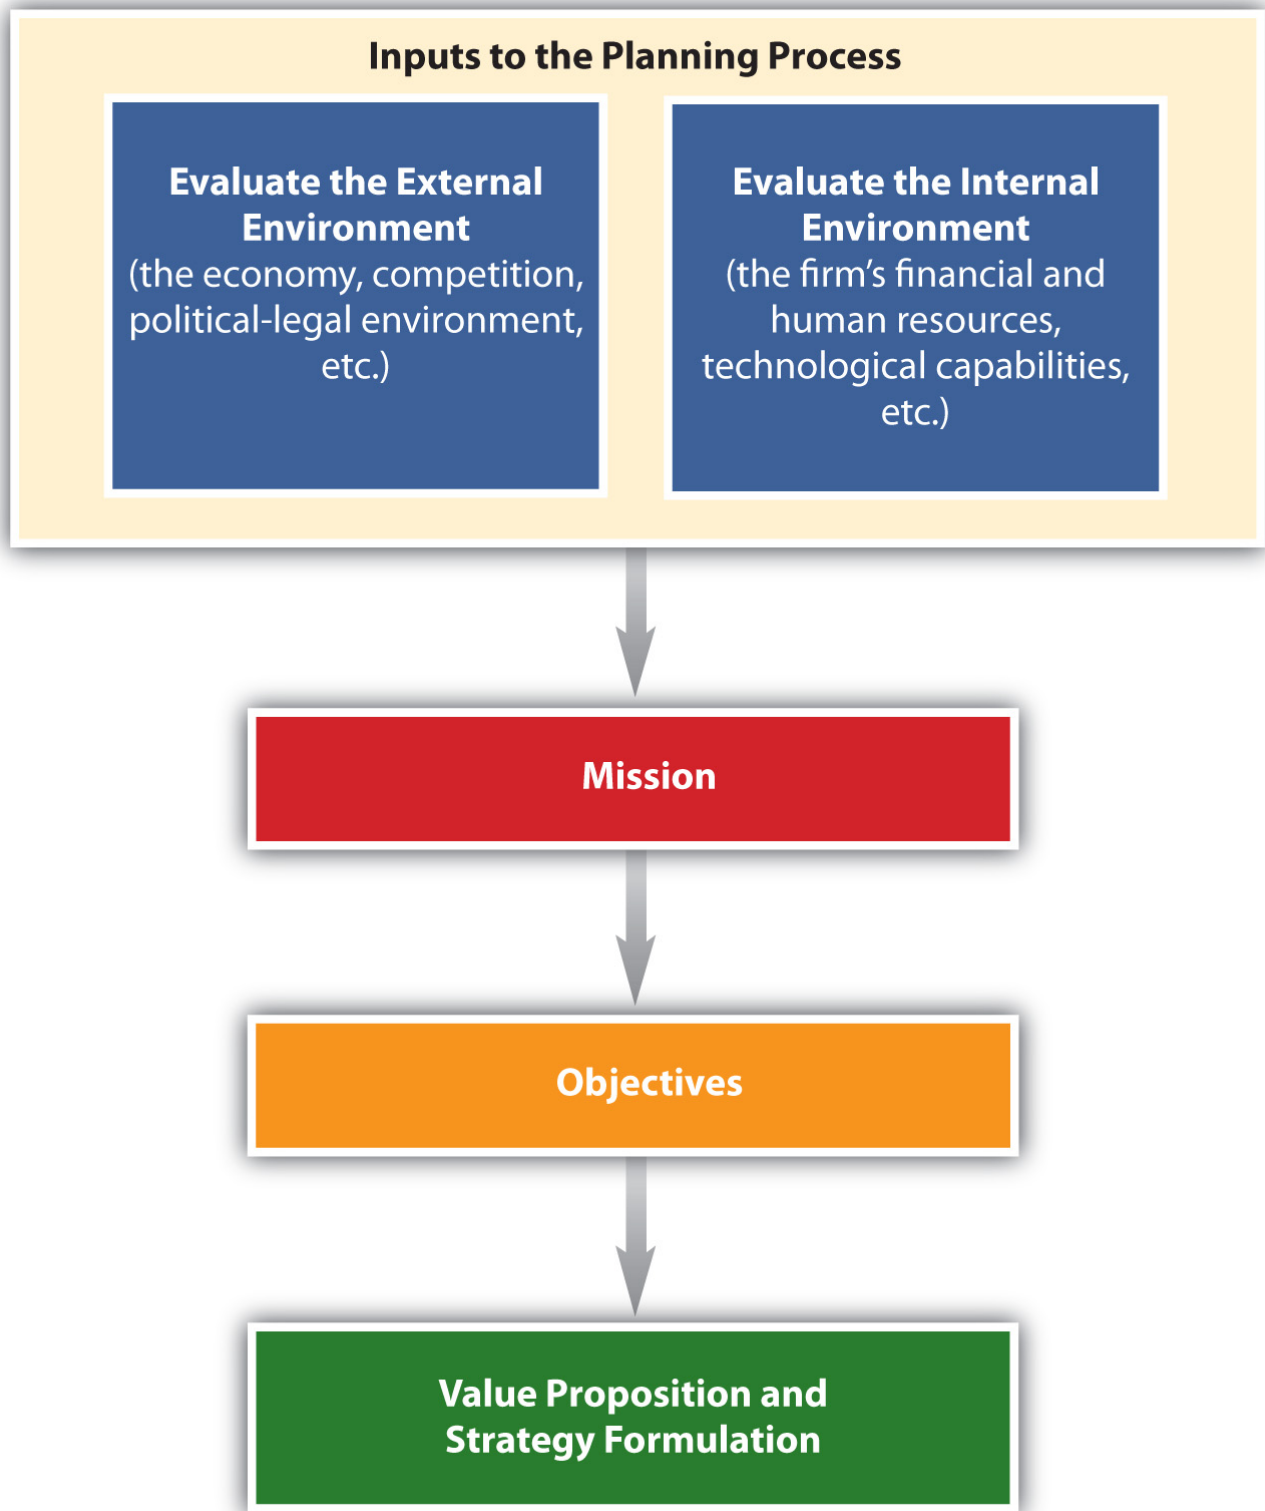 Inputs to the Planning Process
Evaluate the External
Environment
(the economy, competition,
political-legal environment,
etc.)
Evaluate the Internal
Environment
(the firm’s financial and
human resources,
technological capabilities,
etc.)
Mission
Objectives
Value Proposition and
Strategy Formulation